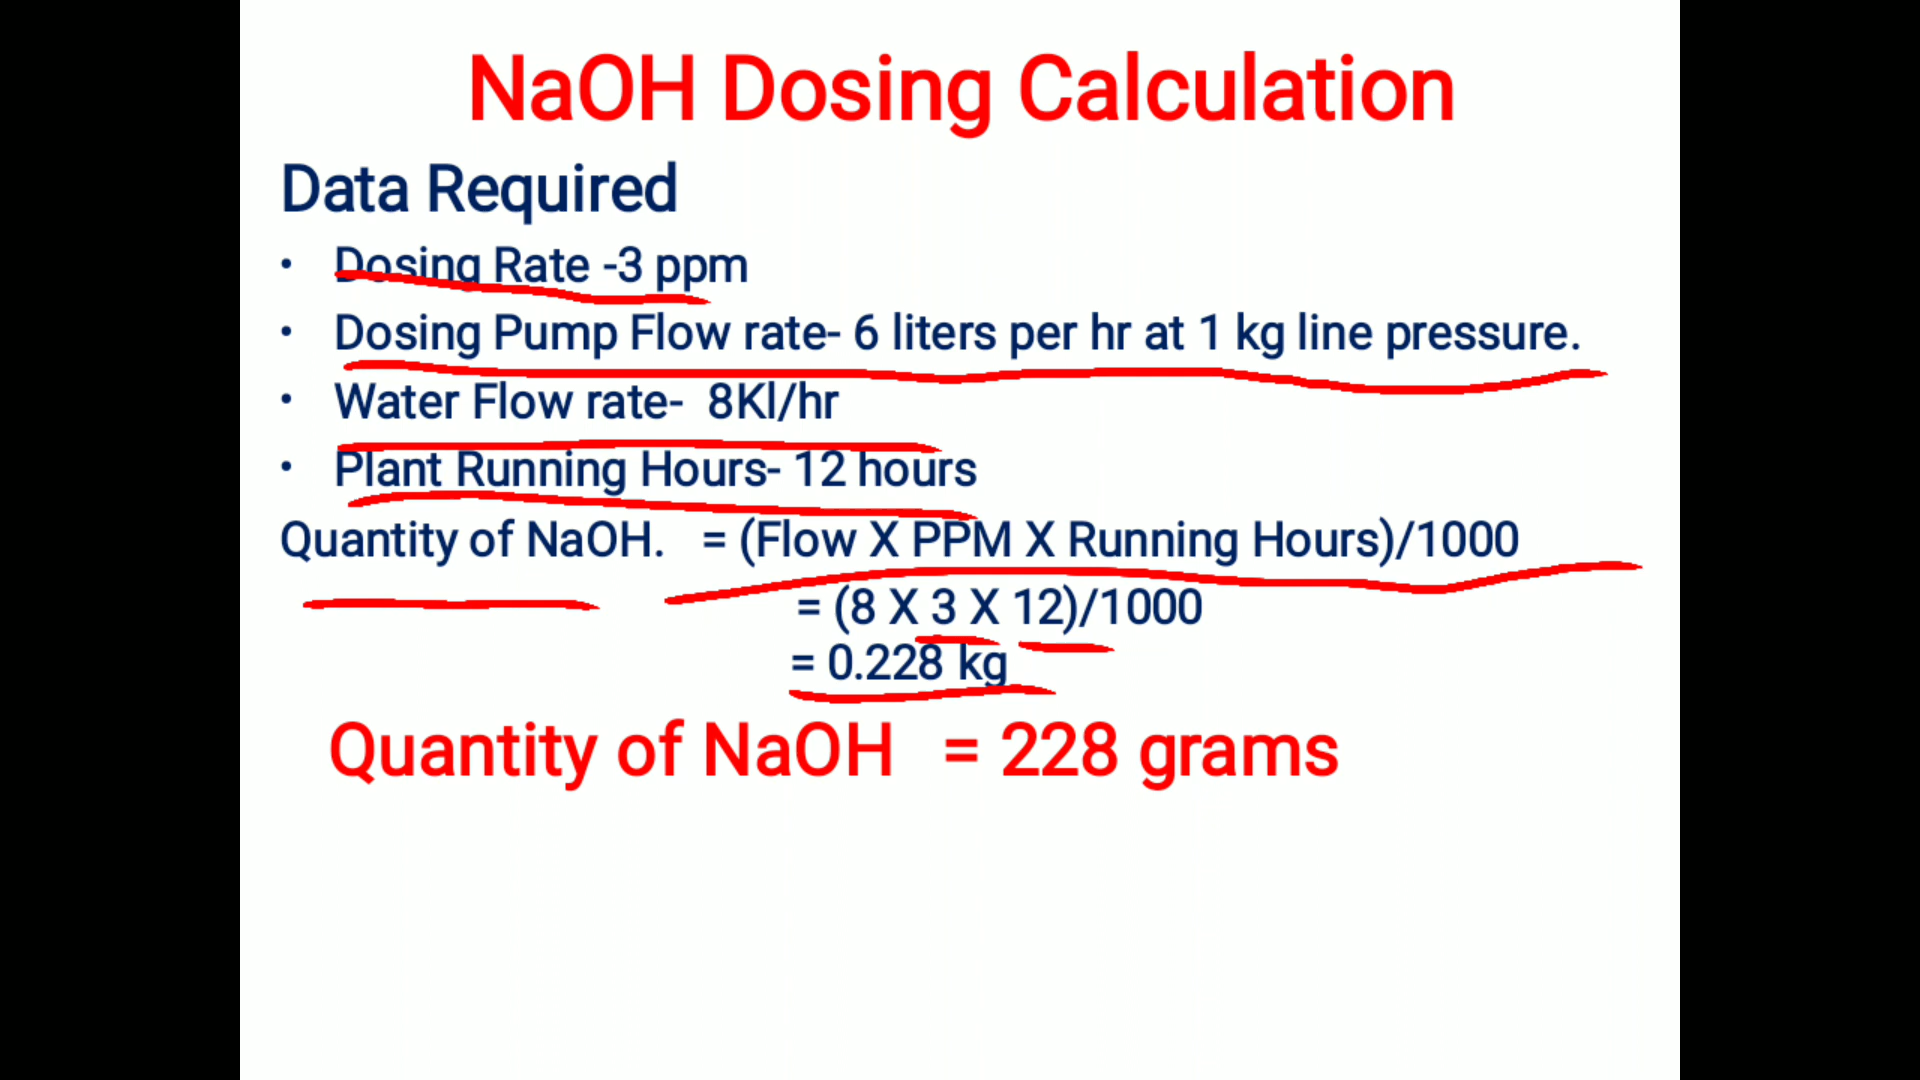 NaOH Dosing Calculation
Data Required
• Dosing Rate -3 ppm
• Dosing Pump Flow rate- 6 liters per hr at 1 kg line pressure.
• Water Flow rate- 8Kl/hr
• Plant Running Hours- 12 hours
Quantity of NaOH. = (Flow X PPM X Running Hours)/1000
= (8 X 3 X 12)/1000
= 0.228 kg
Quantity of NaOH = 228 grams